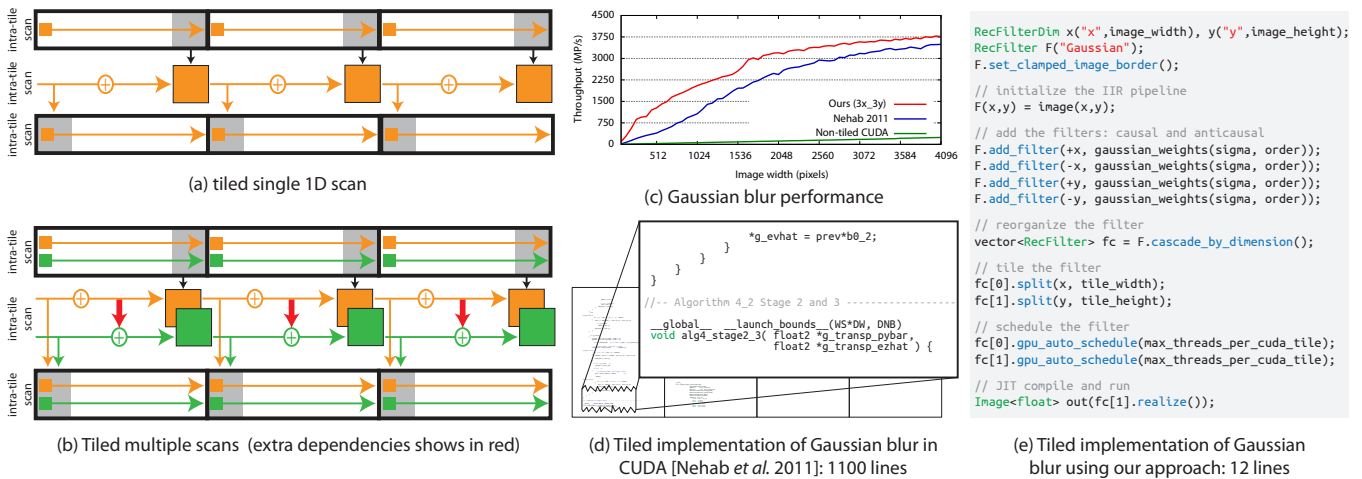 intra-tile
scan
intra-tile
scan
intra-tile
scan
(a) tiled single 1D scan
intra-tile
scan
intra-tile
scan
intra-tile
scan
(b) Tiled multiple scans (extra dependencies shows in red)
Throughput (MP/s)
4500
3750
3000
2250
1500
750
0
Ours (3x_3y)
Nehab 2011
Non-tiled CUDA
512 1024 1536 2048 2560 3072 3584 4096
Image width (pixels)
(c) Gaussian blur performance
*g_evhat = prev*b0_2;
}
}
}
}
//-- Algorithm 4_2 Stage 2 and 3 --------------------
__global__ __launch_bounds__(WS*DW, DNB)
void alg4_stage2_3( float2 *g_transp_pybar,
float2 *g_transp_ezhat ) {
(d) Tiled implementation of Gaussian blur in
CUDA [Nehab et al. 2011]: 1100 lines
RecFilterDim x("x",image_width), y("y",image_height);
RecFilter F("Gaussian");
F.set_clamped_image_border();
// initialize the IIR pipeline
F(x,y) = image(x,y);
// add the filters: causal and anticausal
F.add_filter(+x, gaussian_weights(sigma, order));
F.add_filter(-x, gaussian_weights(sigma, order));
F.add_filter(+y, gaussian_weights(sigma, order));
F.add_filter(-y, gaussian_weights(sigma, order));
// reorganize the filter
vector<RecFilter> fc = F.cascade_by_dimension();
// tile the filter
fc[0].split(x, tile_width);
fc[1].split(y, tile_height);
// schedule the filter
fc[0].gpu_auto_schedule(max_threads_per_cuda_tile);
fc[1].gpu_auto_schedule(max_threads_per_cuda_tile);
// JIT compile and run
Image<float> out(fc[1].realize());
(e) Tiled implementation of Gaussian
blur using our approach: 12 lines